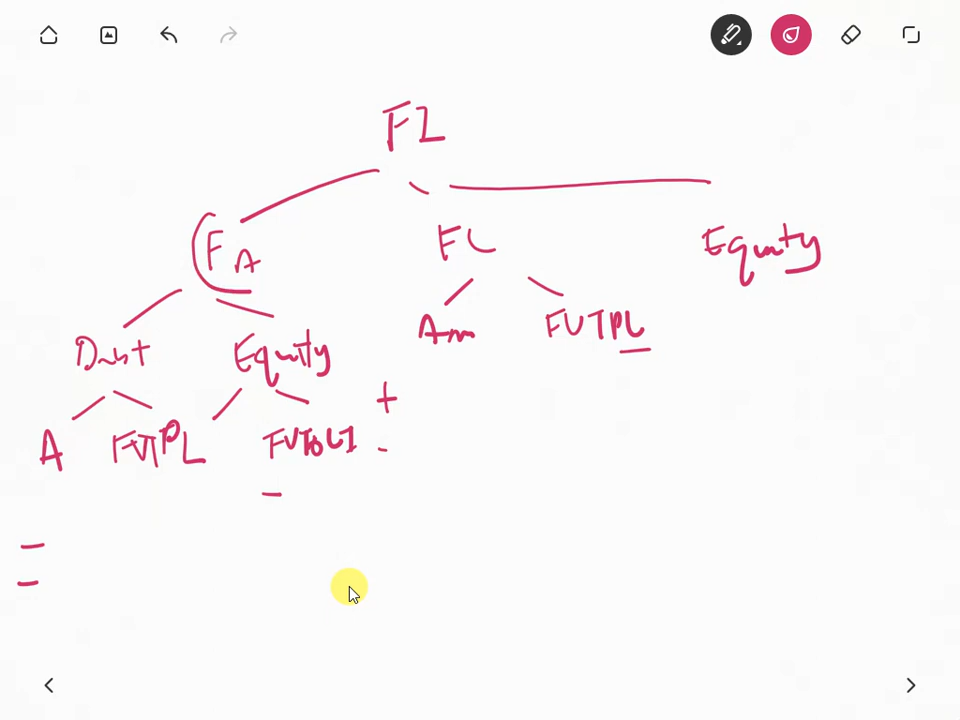 FI
FA FL Equity
Debt Equity Am FVTPL
+
A FVTPL FVTOCI -